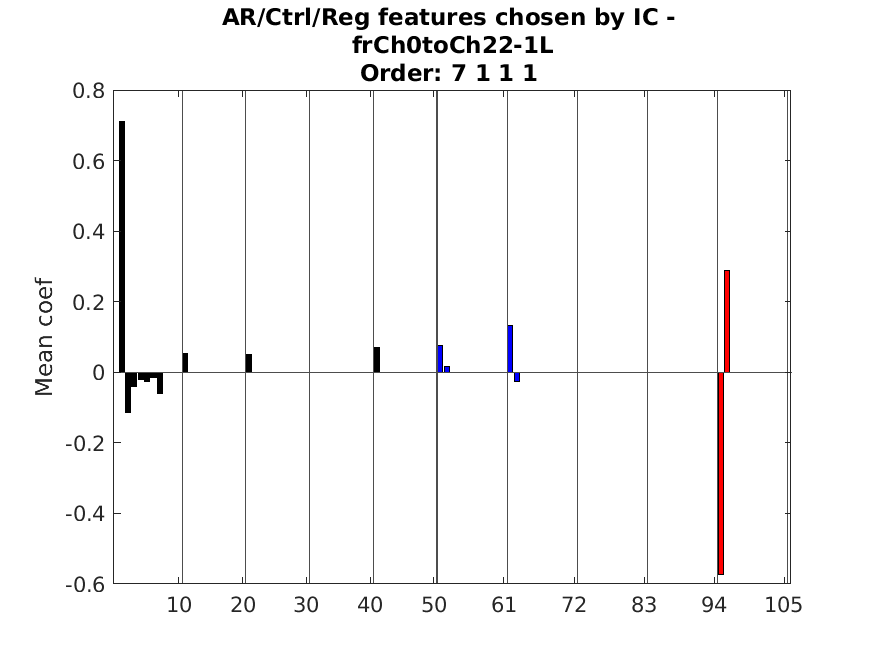 AR/Ctrl/Reg features chosen by IC -
frCh0toCh22-1L
Order: 7 1 1 1
0.8
0.6
0.4
0.2
0
-0.2
-0.4
-0.6
Mean coef
10 20 30 40 50 61 72 83 94 105